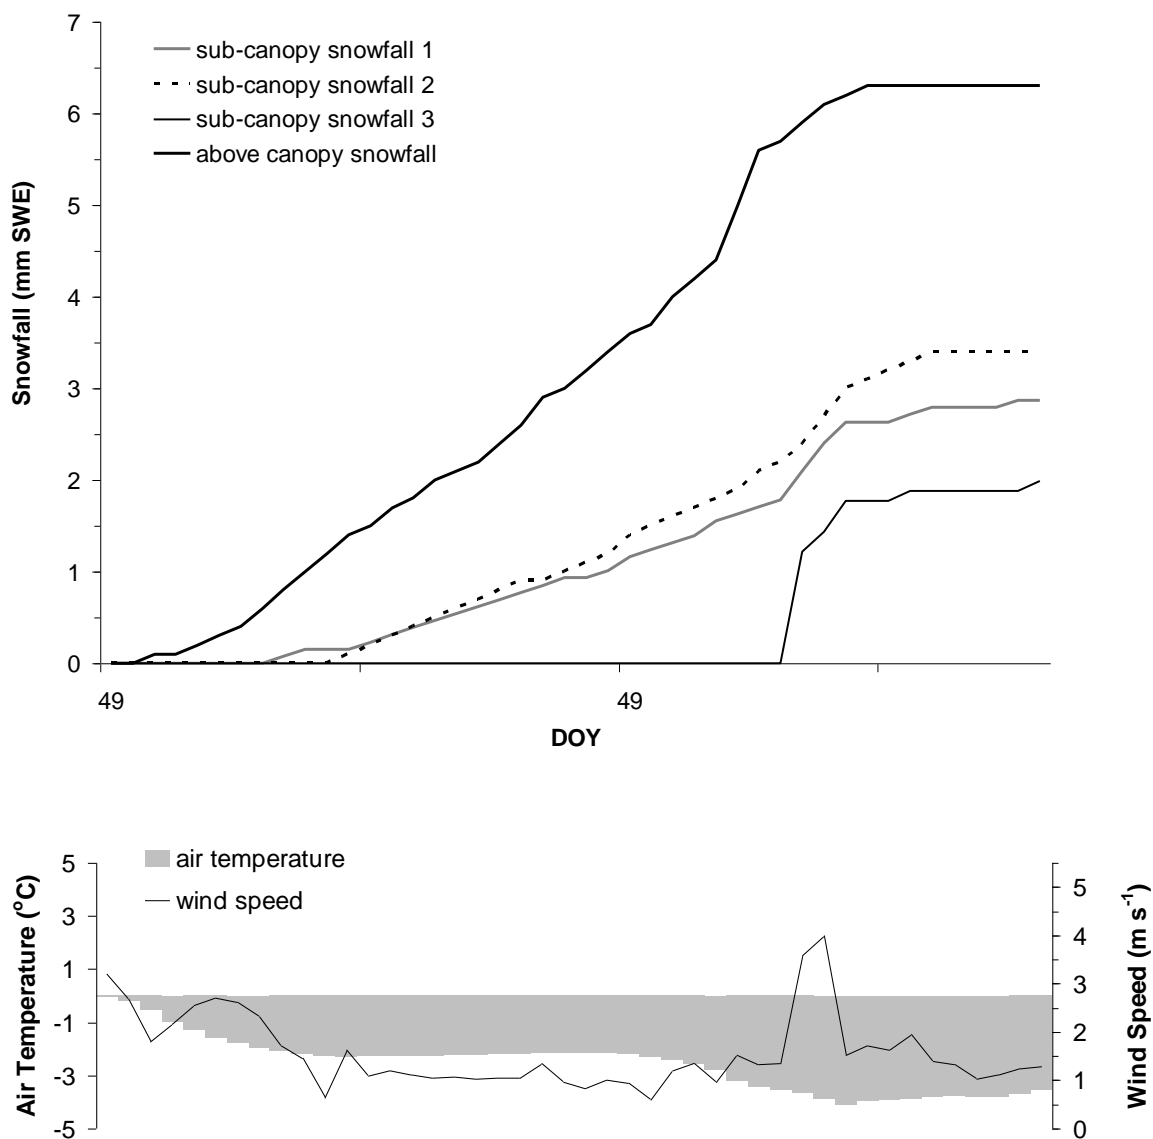 7
sub-canopy snowfall 1
sub-canopy snowfall 2
6
sub-canopy snowfall 3
above canopy snowfall
5
Snowfall (mm SWE)
4
3
2
1
0
49 49
DOY
air temperature
wind speed
5
3
1
-1
-3
-5
Air Temperature (°C)
5
4
3
2
1
0
Wind Speed (m s-1)